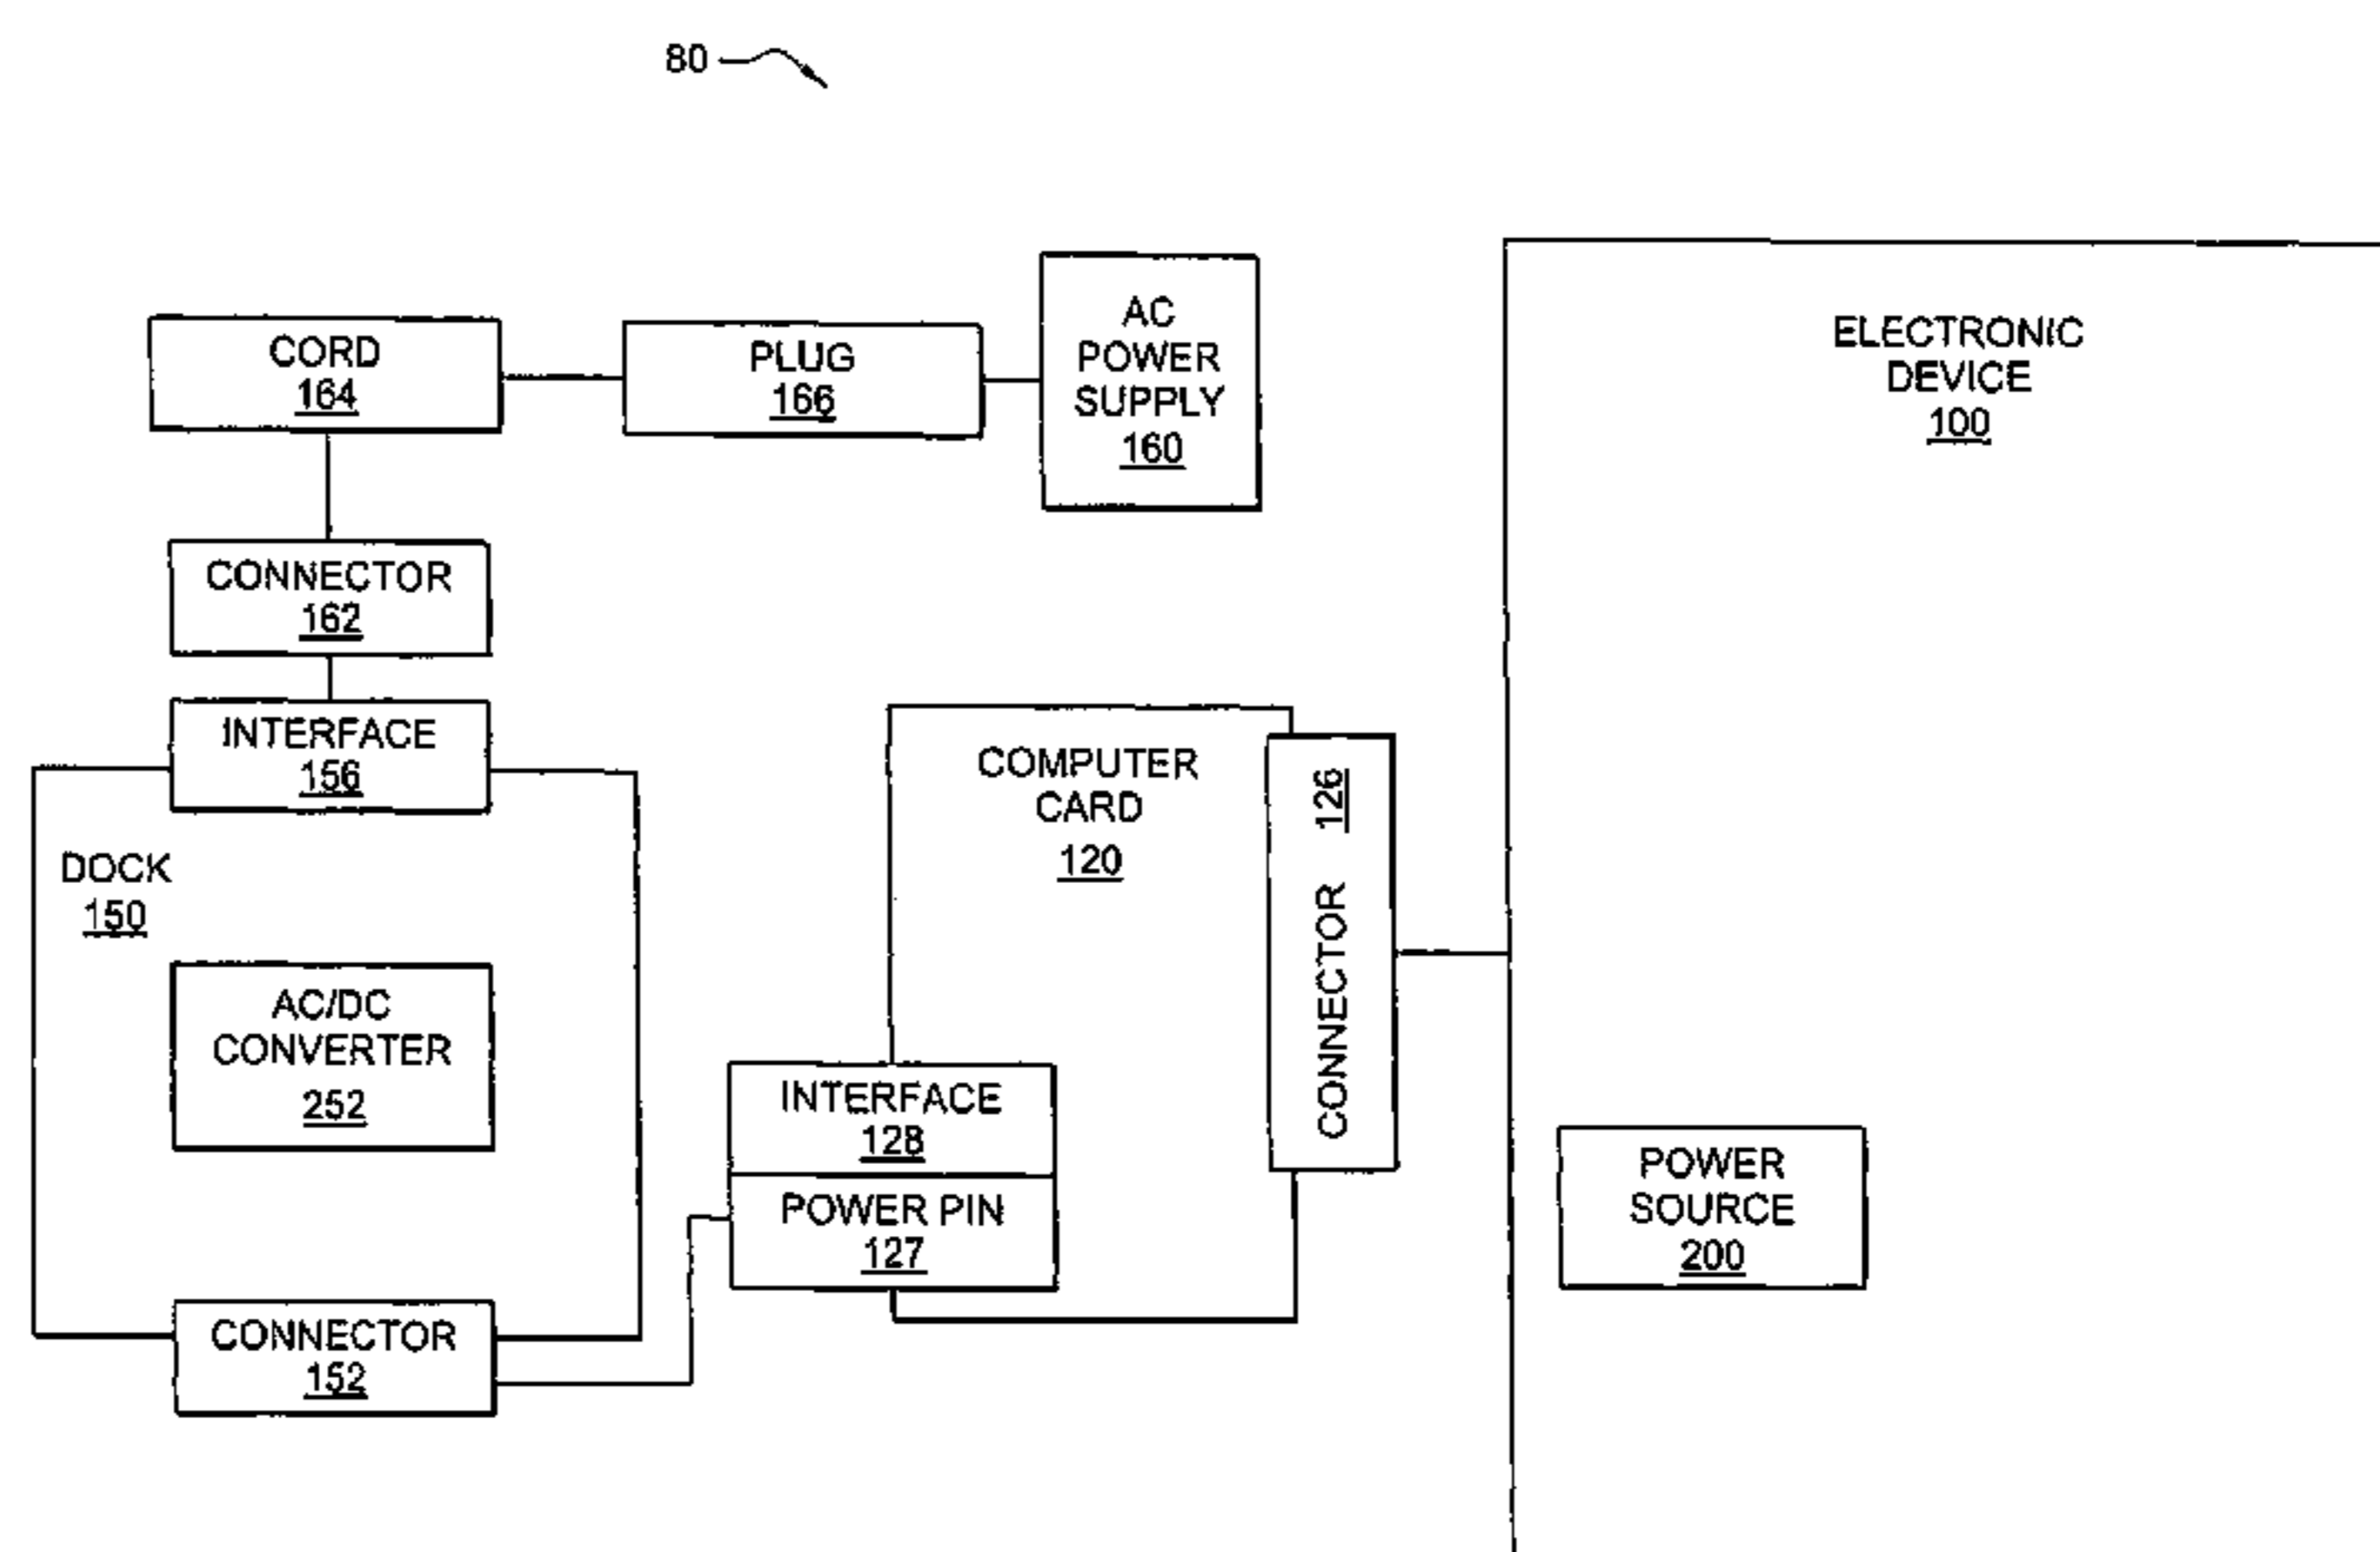 80
CORD
164
PLUG
166
AC
POWER
SUPPLY
160
ELECTRONIC
DEVICE
100
CONNECTOR
162
INTERFACE
156
DOCK
150
AC/DC
CONVERTER
252
CONNECTOR
152
COMPUTER
CARD
120
CONNECTOR 126
INTERFACE
128
POWER PIN
127
POWER
SOURCE
200